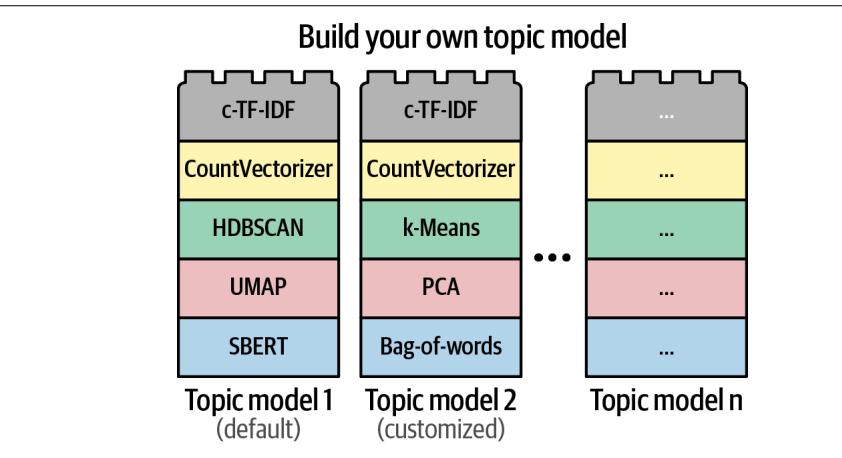 Build your own topic model
c-TF-IDF
CountVectorizer
HDBSCAN
UMAP
SBERT
Topic model 1
(default)
c-TF-IDF
CountVectorizer
k-Means
PCA
Bag-of-words
Topic model 2
(customized)
...
...
...
...
...
...
Topic model n